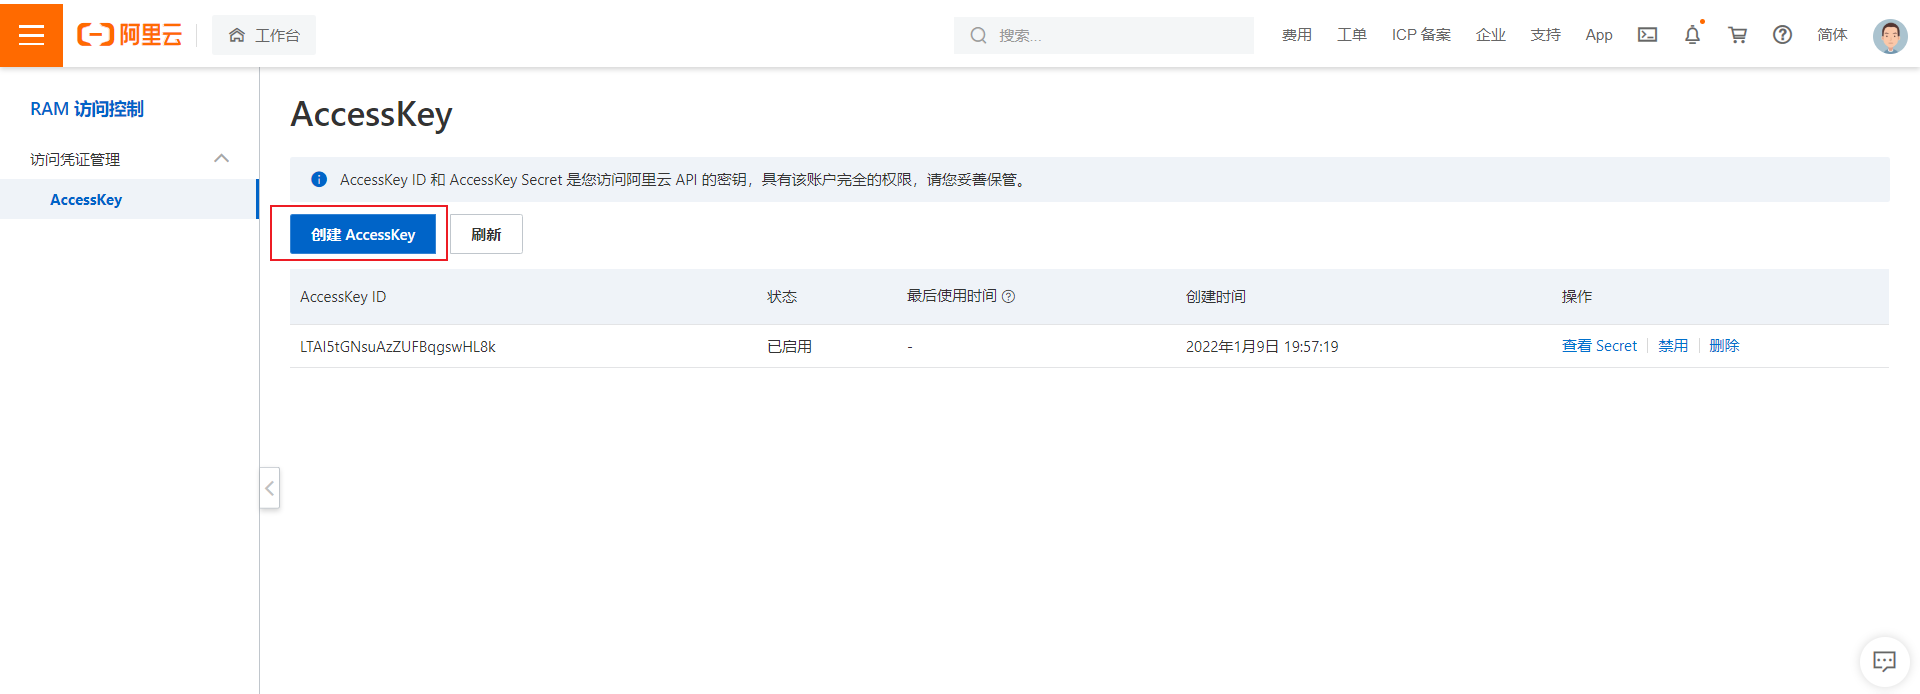 阿里云
工作台
搜索...
费用
工单
ICP 备案
企业
支持
App
简体
RAM 访问控制
访问凭证管理
AccessKey
AccessKey
AccessKey ID 和 AccessKey Secret 是您访问阿里云 API 的密钥，具有该账户完全的权限，请您妥善保管。
创建 AccessKey
刷新
AccessKey ID
状态
最后使用时间
创建时间
操作
LTAI5tGNsuAzZUFBqgswHL8k
已启用
-
2022年1月9日 19:57:19
查看 Secret
禁用
删除